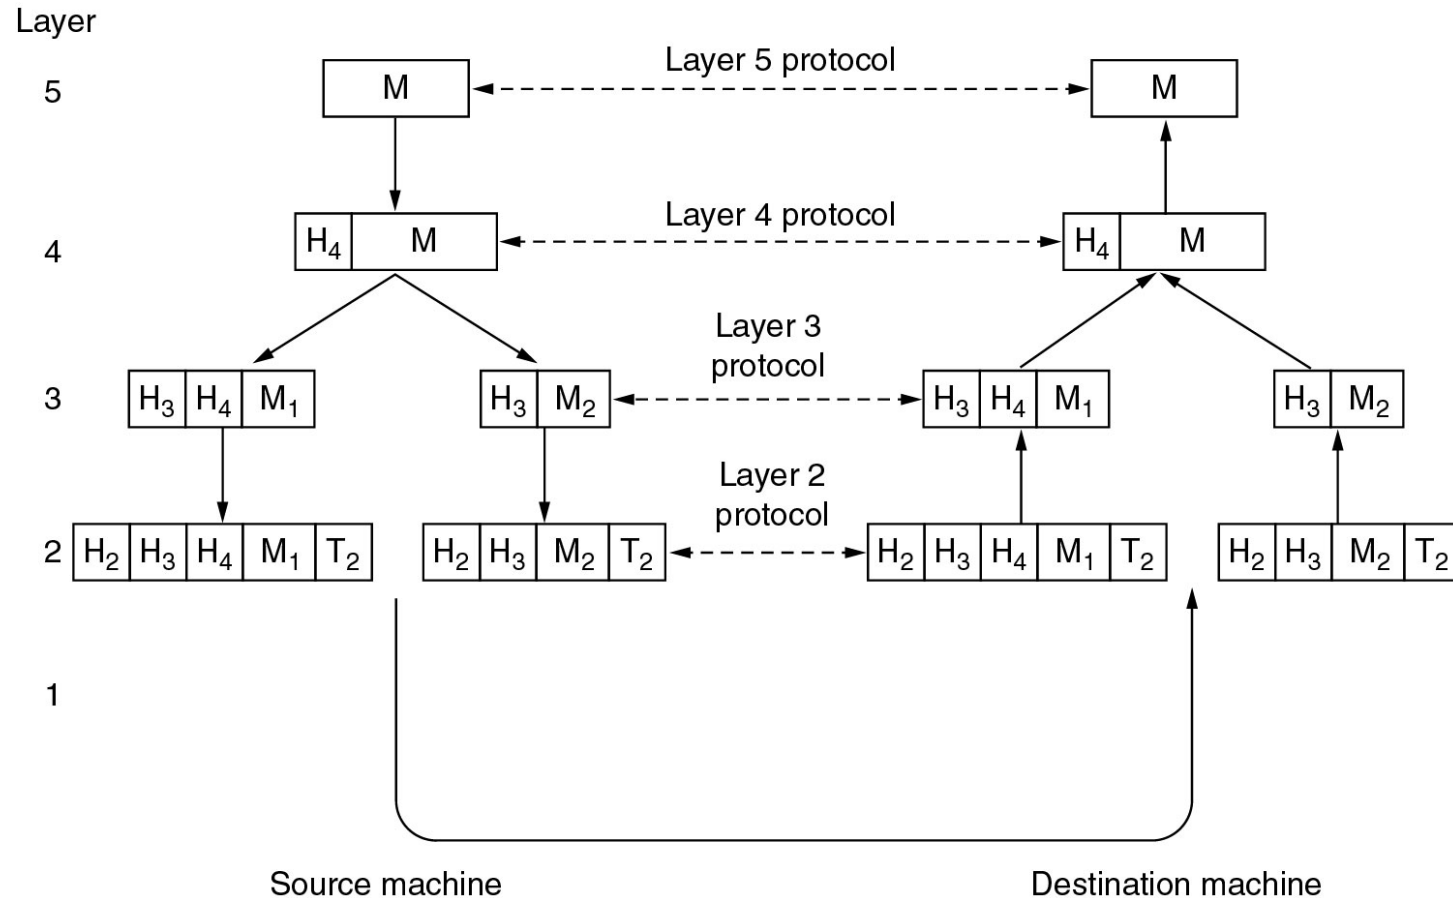 Layer
5 M Layer 5 protocol M
4 H₄ M Layer 4 protocol H₄ M
Layer 3
protocol
3 H₃ H₄ M₁ H₃ M₂ H₃ H₄ M₁ H₃ M₂
Layer 2
protocol
2 H₂ H₃ H₄ M₁ T₂ H₂ H₃ M₂ T₂ H₂ H₃ H₄ M₁ T₂ H₂ H₃ M₂ T₂
1
Source machine Destination machine